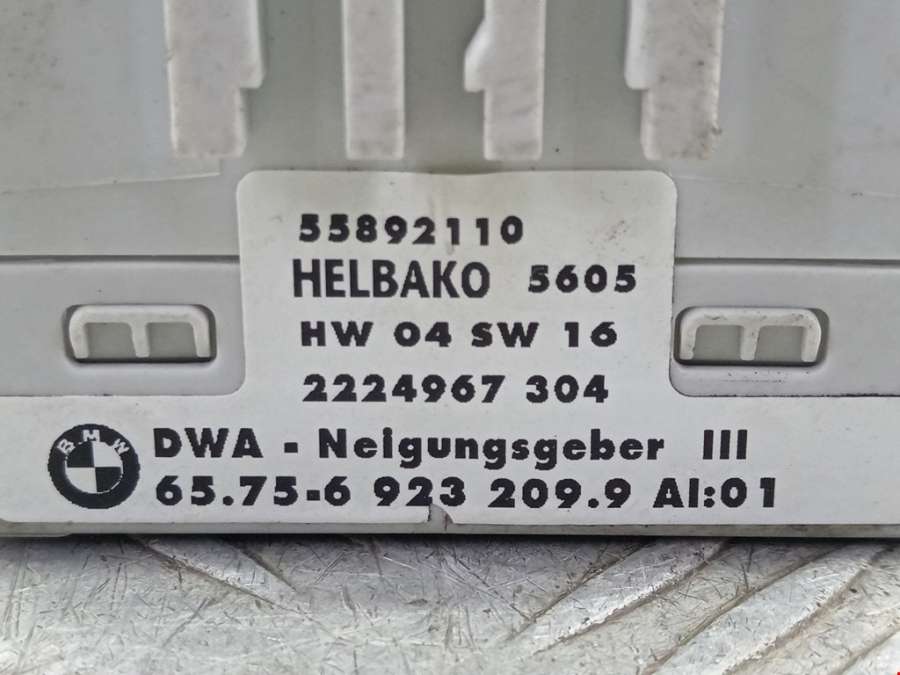 55892110
HELBAKO 5605
HW 04 SW 16
2224967 304
BMW
DWA - Neigungsgeber III
65.75-6 923 209.9 AI:01